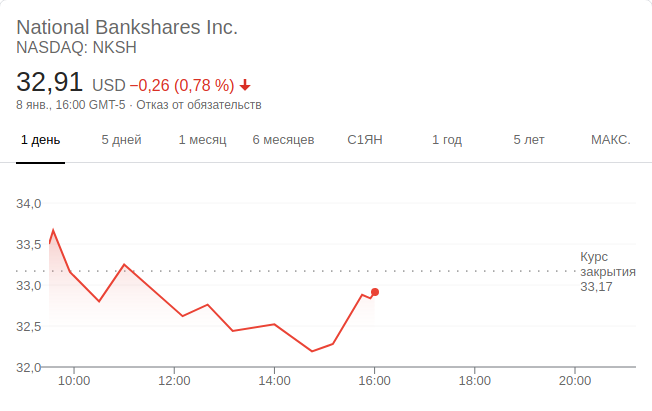 National Bankshares Inc.
NASDAQ: NKSH
32,91 USD −0,26 (0,78 %)
8 янв., 16:00 GMT-5 · Отказ от обязательств
1 день 5 дней 1 месяц 6 месяцев С1ЯН 1 год 5 лет МАКС.
34,0
33,5
33,0
32,5
32,0
Курс
закрытия
33,17
10:00 12:00 14:00 16:00 18:00 20:00